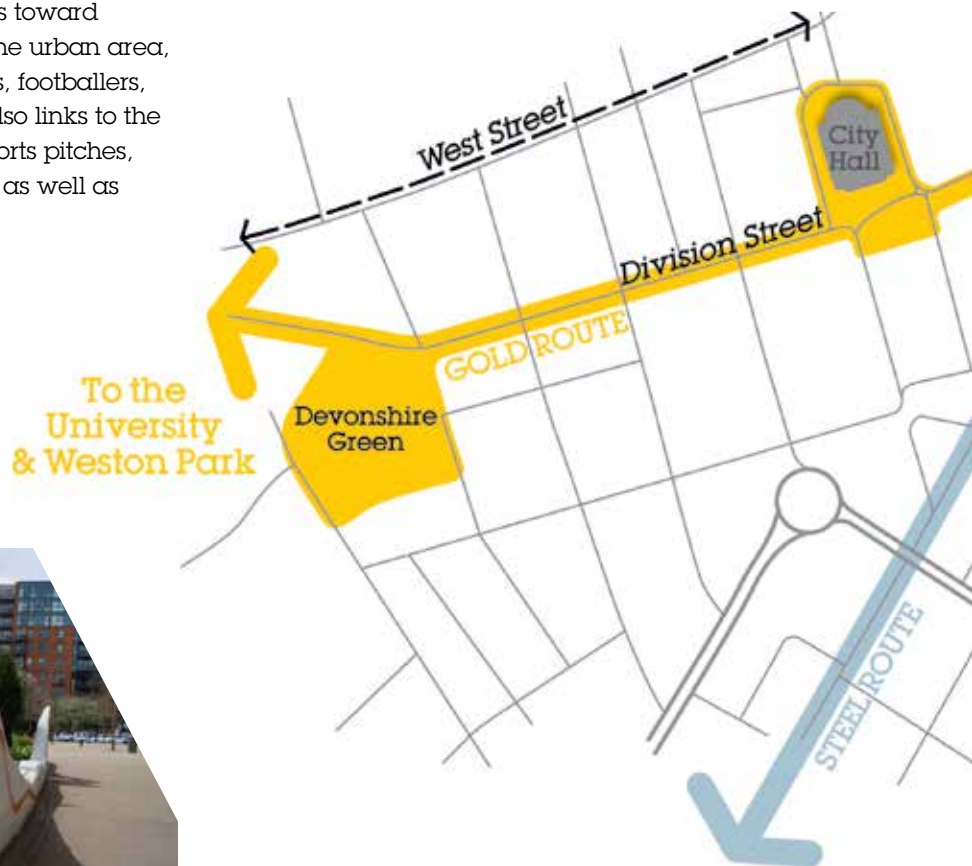 s toward
ne urban area,
s, footballers,
lso links to the
orts pitches,
as well as
West Street
City
Hall
Division Street
GOLD ROUTE
To the
University
& Weston Park
Devonshire
Green
STEEL ROUTE